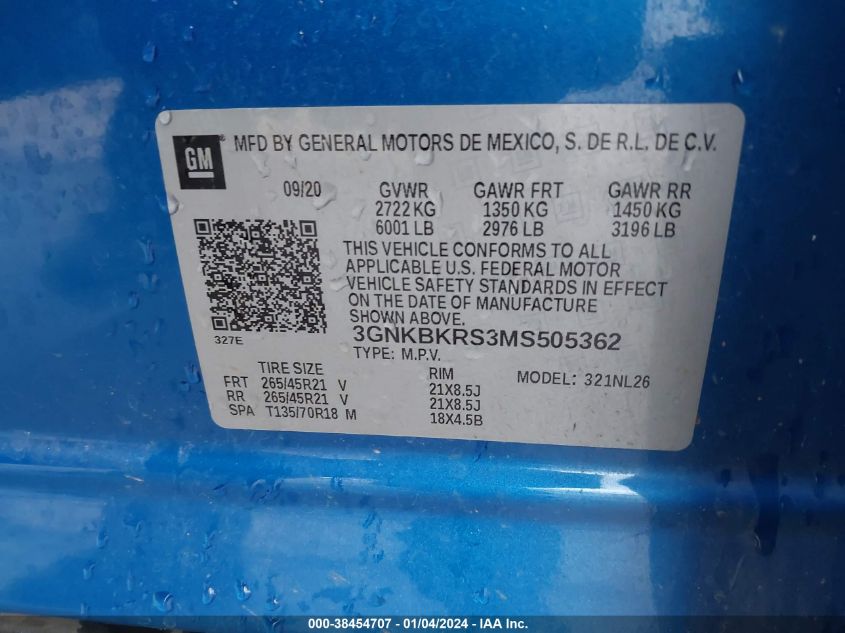 GM® MFD BY GENERAL MOTORS DE MEXICO, S. DE R.L. DE C.V.
09/20 GVWR GAWR FRT GAWR RR
2722 KG 1350 KG 1450 KG
6001 LB 2976 LB 3196 LB
THIS VEHICLE CONFORMS TO ALL
APPLICABLE U.S. FEDERAL MOTOR
VEHICLE SAFETY STANDARDS IN EFFECT
ON THE DATE OF MANUFACTURE
SHOWN ABOVE.
327E 3GNKBKRS3MS505362
TYPE: M.P.V.
TIRE SIZE RIM MODEL: 321NL26
FRT 265/45R21 V 21X8.5J
RR 265/45R21 V 21X8.5J
SPA T135/70R18 M 18X4.5B
000-38454707 - 01/04/2024 - IAAI.COM